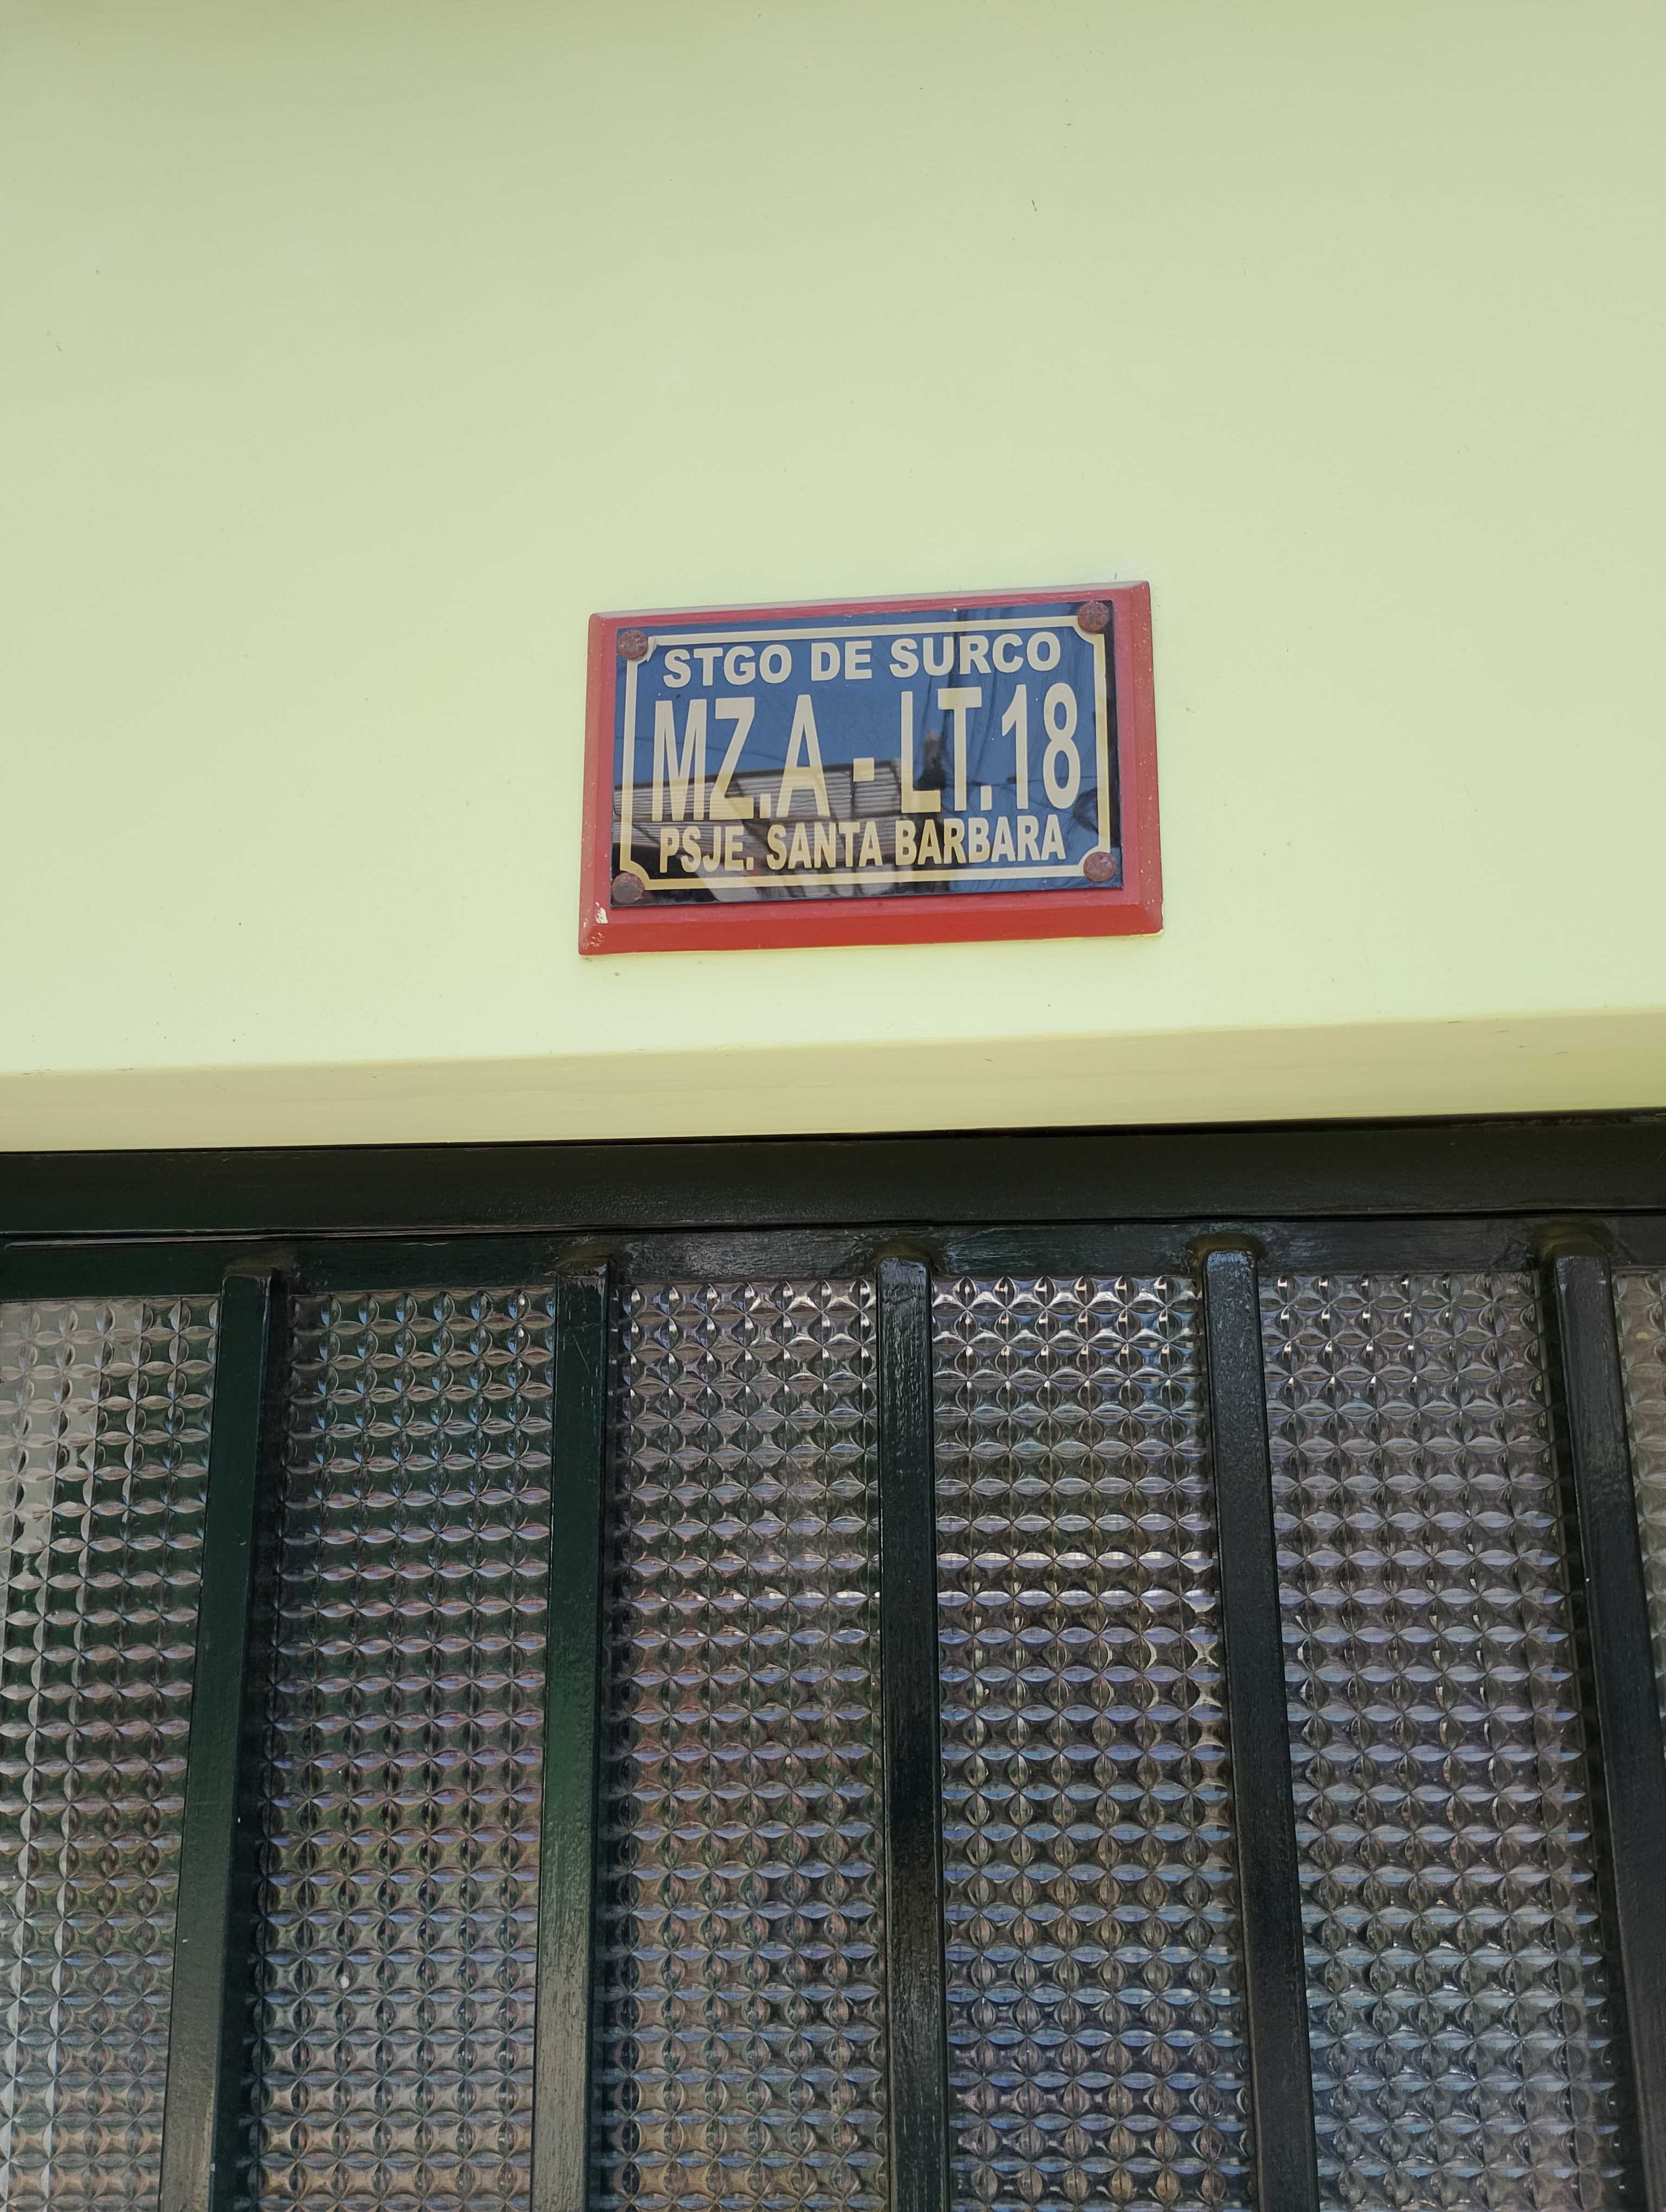 STGO DE SURCO
MZ.A - LT.18
PSJE. SANTA BARBARA